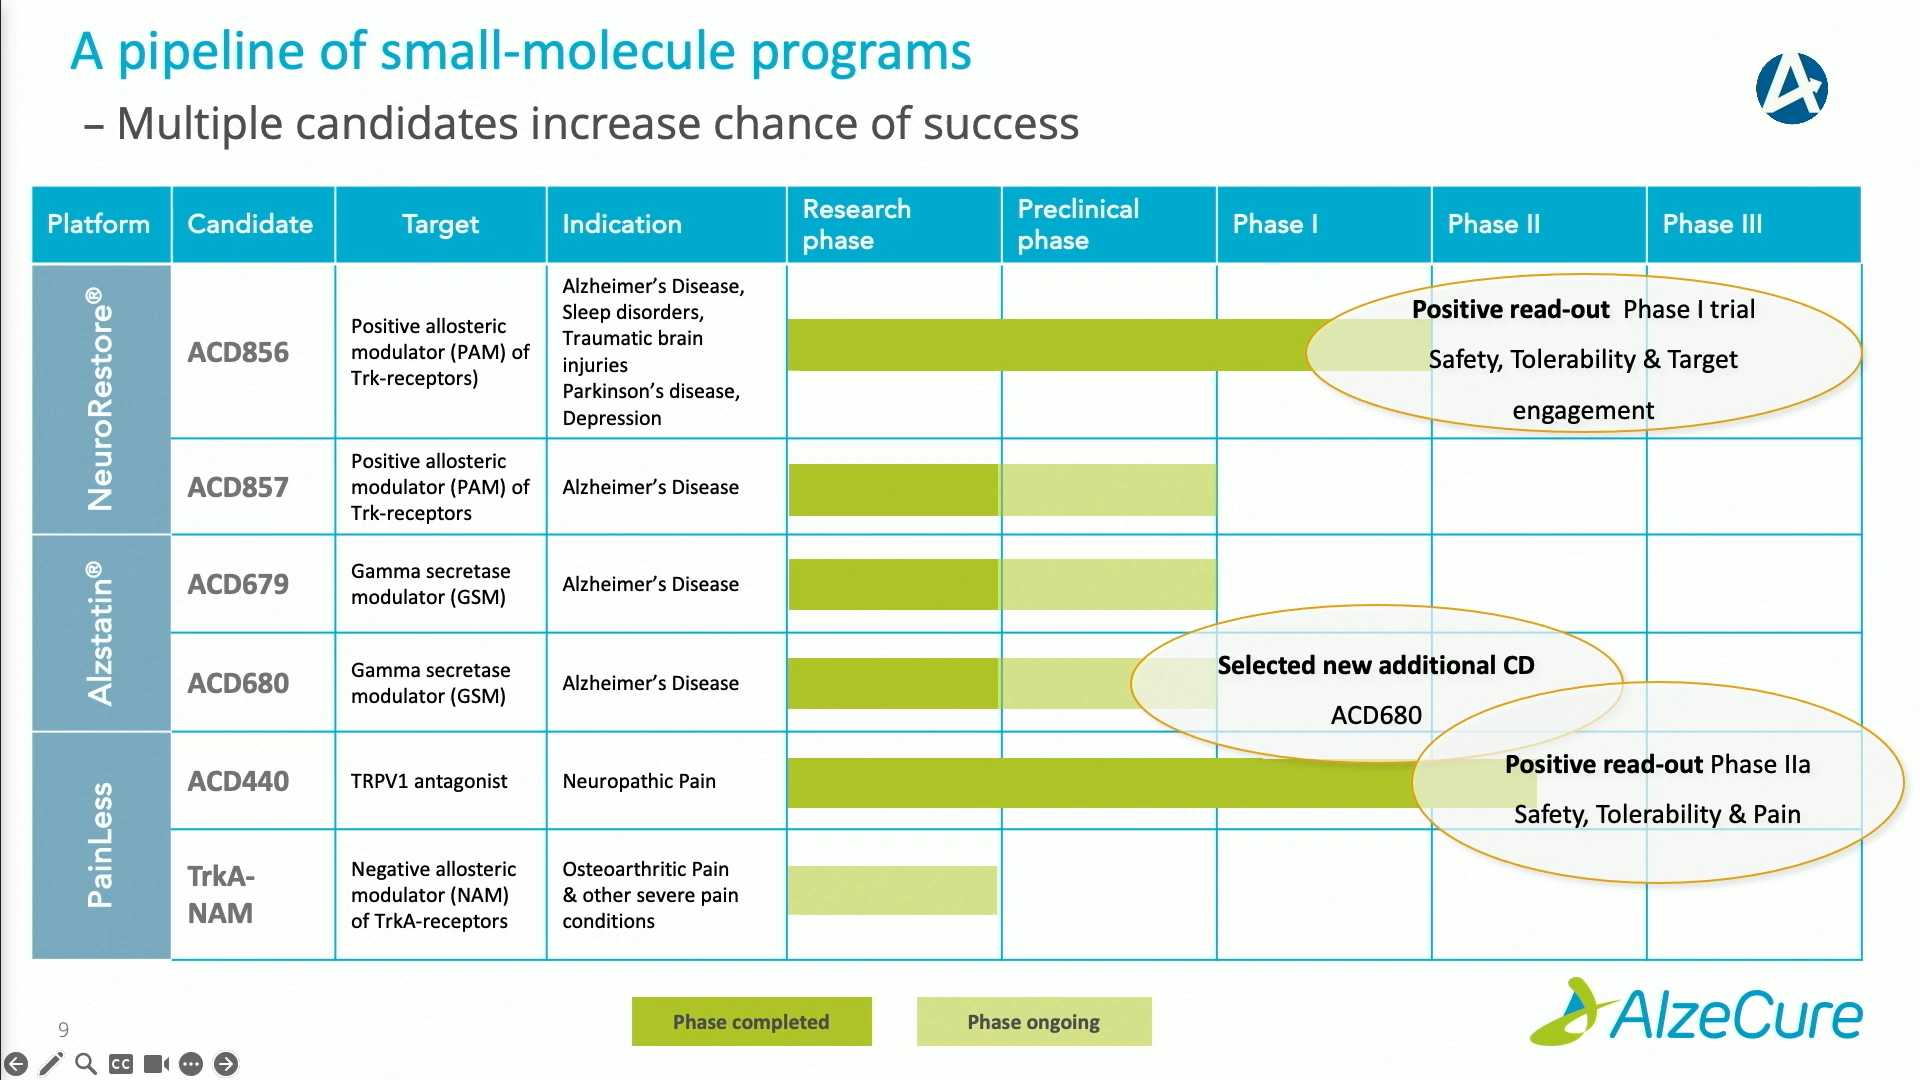 A pipeline of small-molecule programs
– Multiple candidates increase chance of success
Platform
Candidate
Target
Indication
Research
phase
Preclinical
phase
Phase I
Phase II
Phase III
NeuroRestore®
ACD856
Positive allosteric
modulator (PAM) of
Trk-receptors)
Alzheimer’s Disease,
Sleep disorders,
Traumatic brain
injuries
Parkinson’s disease,
Depression
Positive read-out Phase I trial
Safety, Tolerability & Target
engagement
ACD857
Positive allosteric
modulator (PAM) of
Trk-receptors
Alzheimer’s Disease
Alzstatin®
ACD679
Gamma secretase
modulator (GSM)
Alzheimer’s Disease
ACD680
Gamma secretase
modulator (GSM)
Alzheimer’s Disease
Selected new additional CD
ACD680
PainLess
ACD440
TRPV1 antagonist
Neuropathic Pain
Positive read-out Phase IIa
Safety, Tolerability & Pain
TrkA-
NAM
Negative allosteric
modulator (NAM)
of TrkA-receptors
Osteoarthritic Pain
& other severe pain
conditions
Phase completed
Phase ongoing
AlzeCure
9
CC